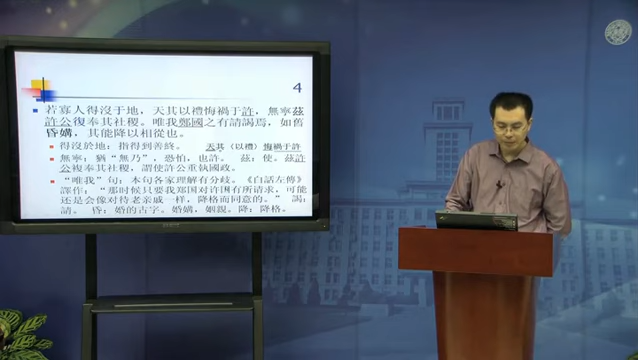 4
若寡人得沒于地，天其以禮悔禍于許，無寧茲
許公復奉其社稷。唯我鄭國之有請謁焉，如舊
昏媾，其能降以相從也。
得沒於地：指得到善終。 天其（以禮）悔禍于許
無寧：猶“無乃”，恐怕，也许。 茲：使。茲許
公復奉其社稷，謂使許公重執國政。
“唯我”句：本句各家理解有分歧。《白話左傳》
譯作：“那时候只要我郑国对许国有所请求，可能
还是会像对待老亲戚一样，降格而同意的。” 謁：
請。 昏：婚的古字。婚媾，姻親。降：降格。